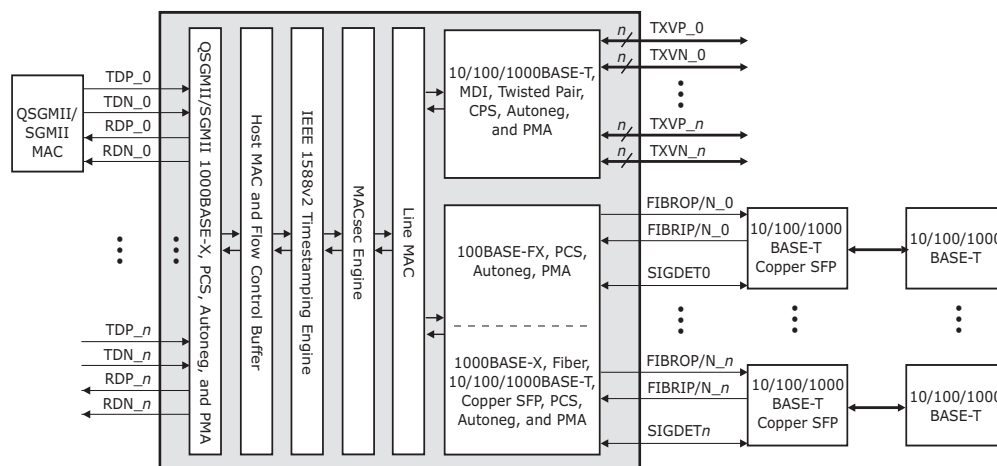 QSGMII/
SGMII
MAC
TDP_0
TDN_0
RDP_0
RDN_0
TDP_n
TDN_n
RDP_n
RDN_n
QSGMII/SGMII 1000BASE-X, PCS, Autoneg, and PMA
Host MAC and Flow Control Buffer
IEEE 1588v2 Timestamping Engine
MACsec Engine
Line MAC
10/100/1000BASE-T,
MDI, Twisted Pair,
CPS, Autoneg,
and PMA
n
TXVP_0
n
TXVN_0
n
TXVP_n
n
TXVN_n
100BASE-FX, PCS,
Autoneg, PMA
1000BASE-X, Fiber,
10/100/1000BASE-T,
Copper SFP, PCS,
Autoneg, and PMA
FIBROP/N_0
FIBRIP/N_0
SIGDET0
10/100/1000
BASE-T
Copper SFP
10/100/1000
BASE-T
FIBROP/N_n
FIBRIP/N_n
SIGDETn
10/100/1000
BASE-T
Copper SFP
10/100/1000
BASE-T